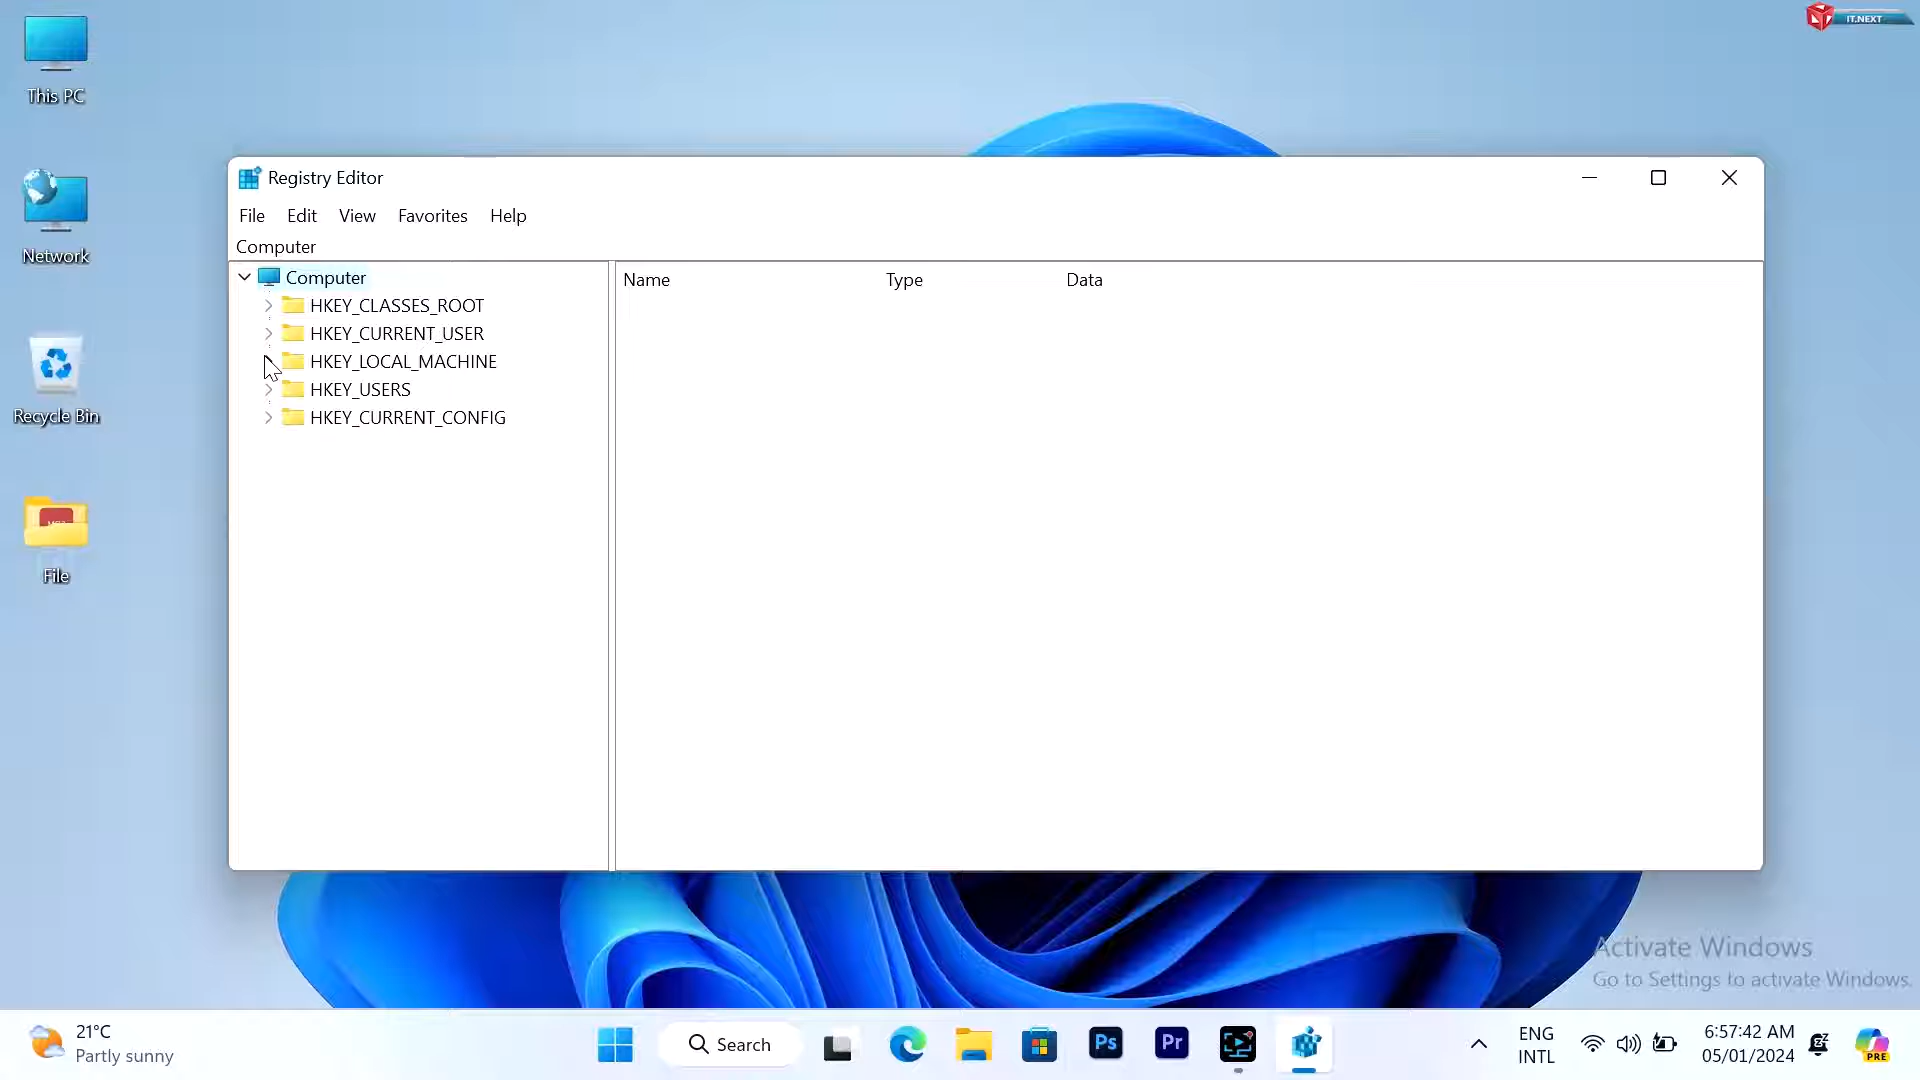 IT.NEXT
This PC
Network
Recycle Bin
File
Registry Editor
File Edit View Favorites Help
Computer
Computer
HKEY_CLASSES_ROOT
HKEY_CURRENT_USER
HKEY_LOCAL_MACHINE
HKEY_USERS
HKEY_CURRENT_CONFIG
Name Type Data
Activate Windows
Go to Settings to activate Windows.
21°C
Partly sunny
Search
Ps
Pr
ENG
INTL
6:57:42 AM
05/01/2024
PRE